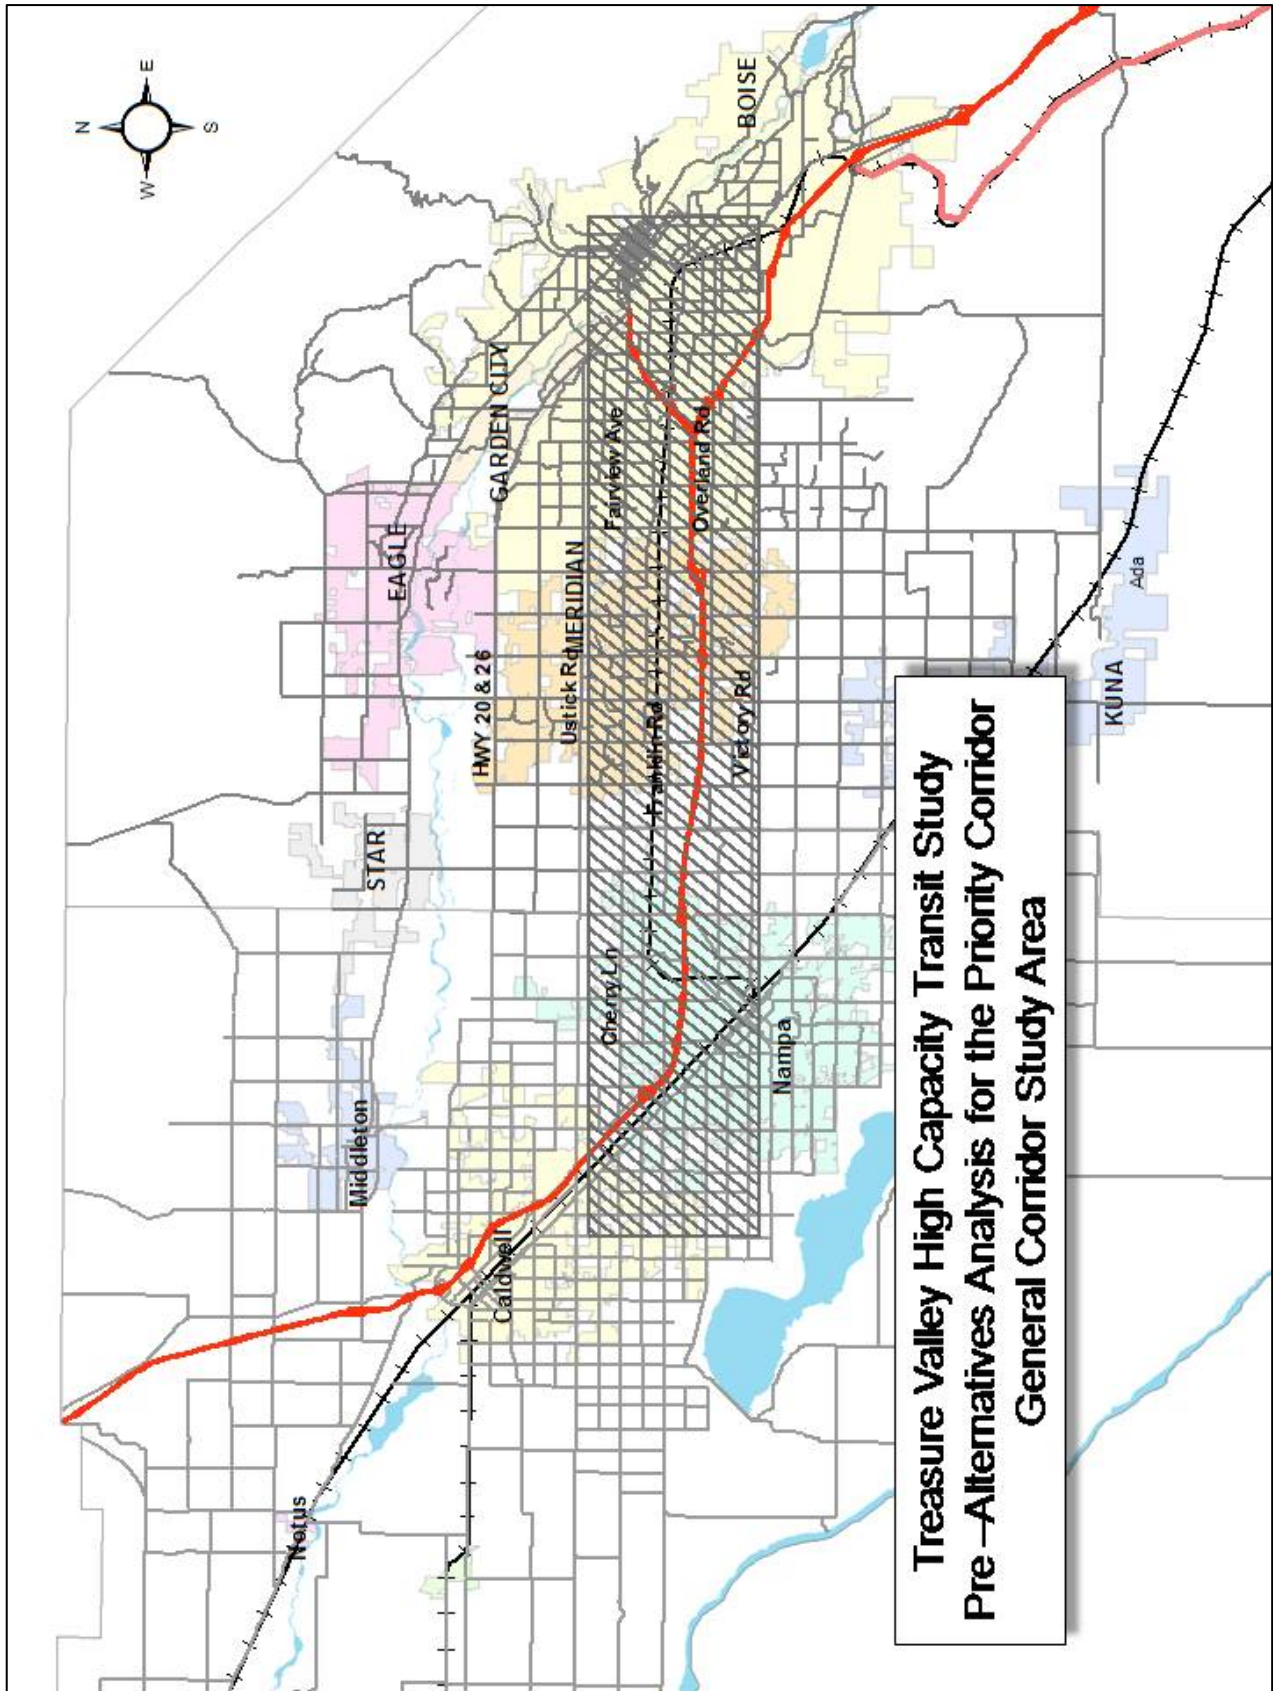 N
W
E
S
Notus
Middleton
STAR
EAGLE
HWY 20 & 26
GARDEN CITY
Caldwell
Ustick Rd
MERIDIAN
Cherry Ln
Fairview Ave
Franklin Rd
Overland Rd
Victory Rd
BOISE
Nampa
Treasure Valley High Capacity Transit Study
Pre –Alternatives Analysis for the Priority Corridor
General Corridor Study Area
KUNA
Ada